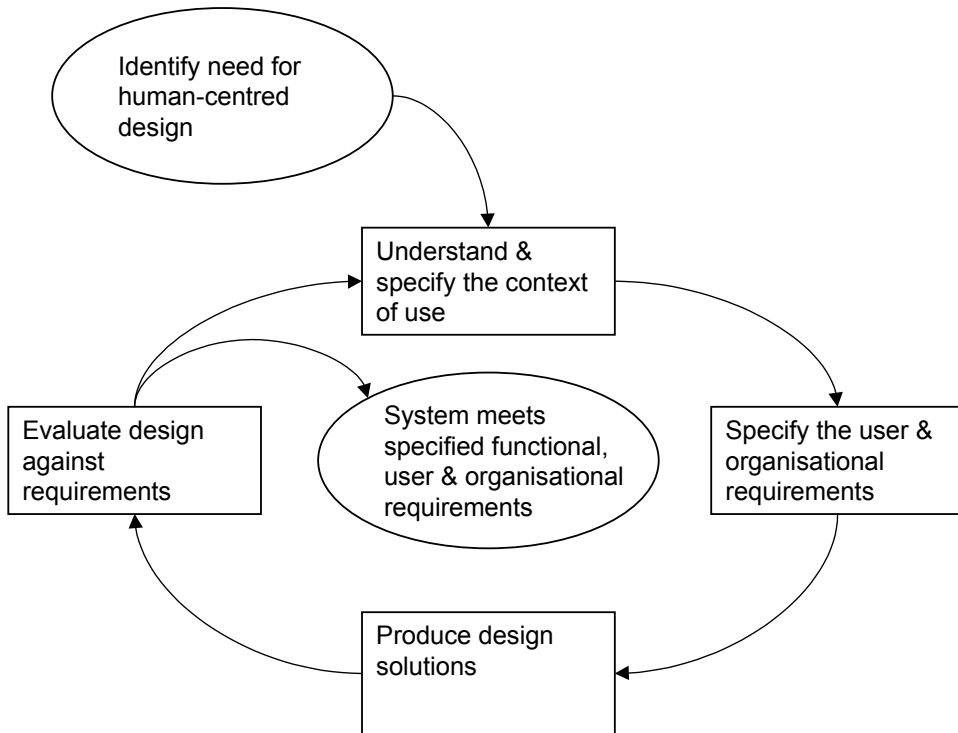 Identify need for
human-centred
design
Understand &
specify the context
of use
Evaluate design
against
requirements
System meets
specified functional,
user & organisational
requirements
Specify the user &
organisational
requirements
Produce design
solutions